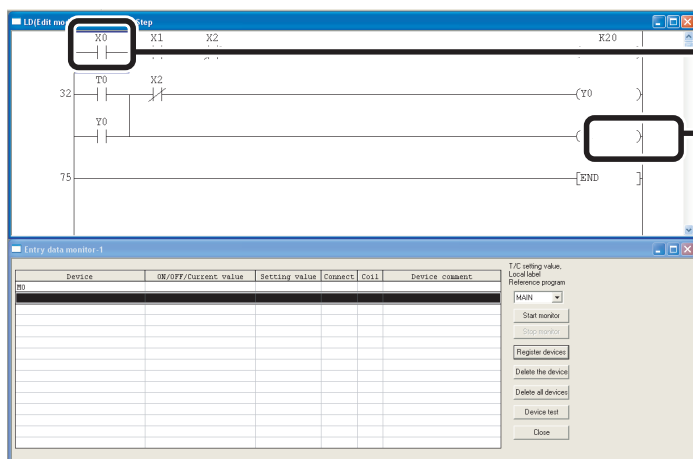 LD(Edit mo Step
X0 X1 X2 K20
T0 X2
32 (Y0 )
Y0
75 [END ]
Entry data monitor-1
T/C setting value,
Local label
Reference program
Device ON/OFF/Current value Setting value Connect Coil Device comment
M0
MAIN
Start monitor
Stop monitor
Register devices
Delete the device
Delete all devices
Device test
Close